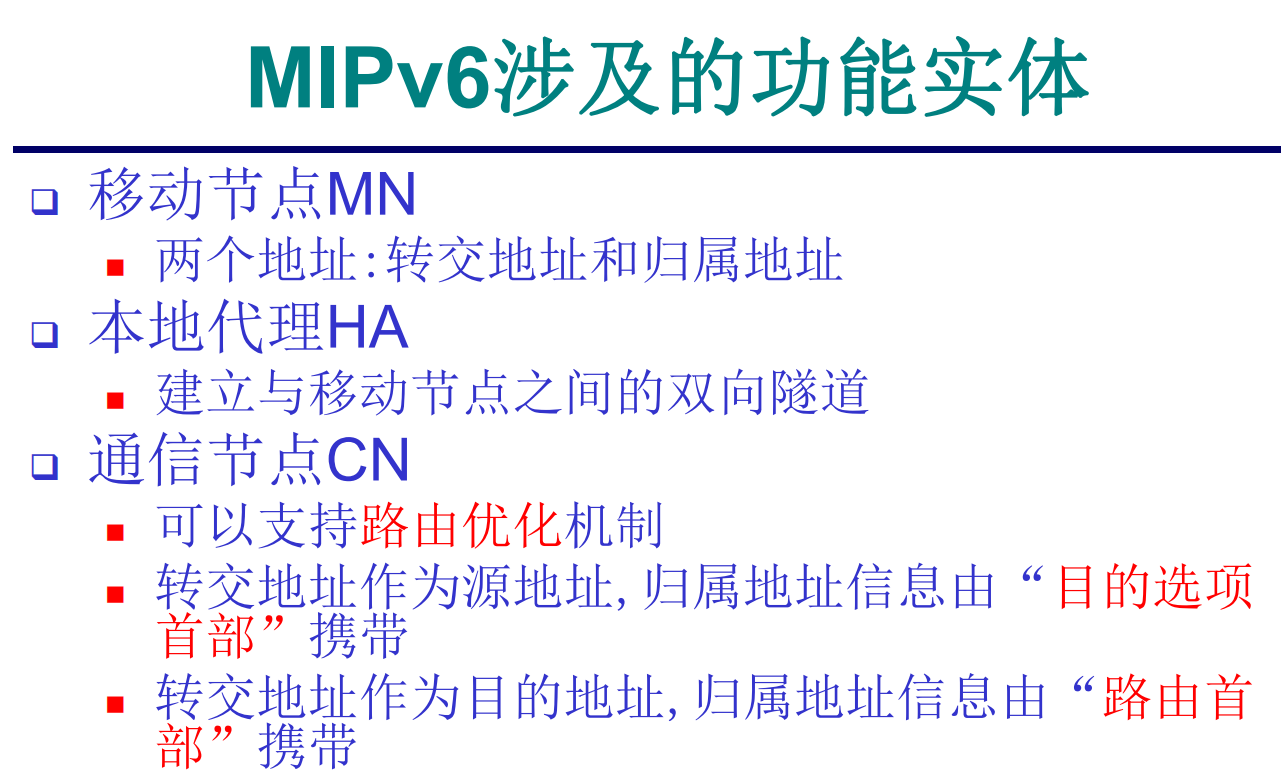 MIPv6涉及的功能实体
移动节点MN
两个地址:转交地址和归属地址
本地代理HA
建立与移动节点之间的双向隧道
通信节点CN
可以支持路由优化机制
转交地址作为源地址,归属地址信息由“目的选项
首部”携带
转交地址作为目的地址,归属地址信息由“路由首
部”携带